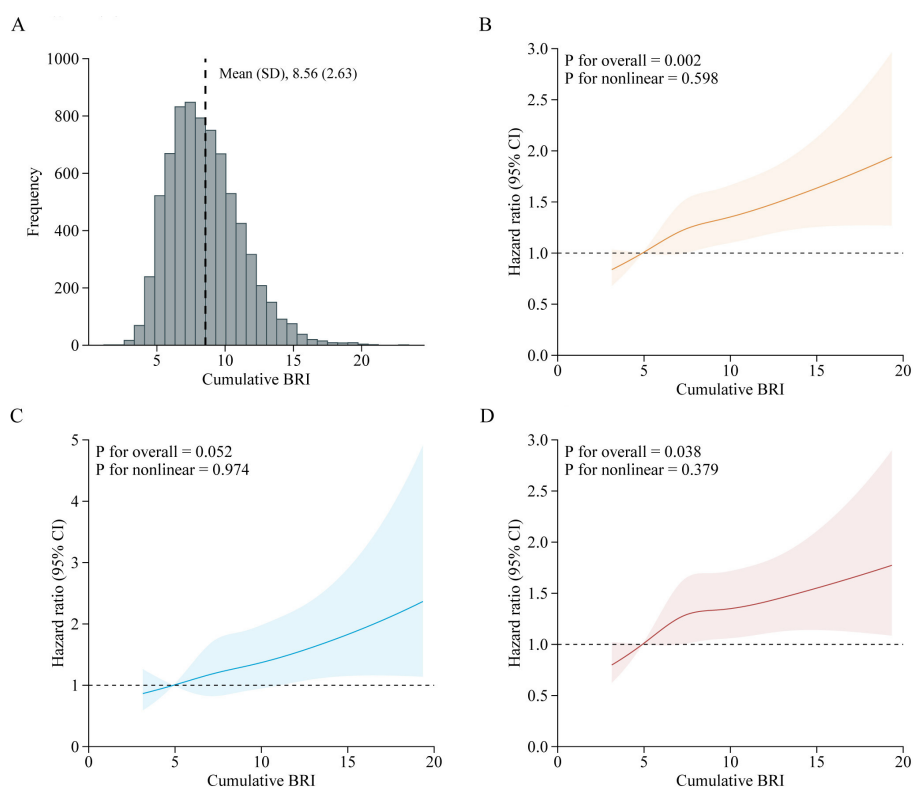 A
Mean (SD), 8.56 (2.63)
1000
800
600
400
200
0
Frequency
5
10
15
20
Cumulative BRI
B
P for overall = 0.002
P for nonlinear = 0.598
3.0
2.5
2.0
1.5
1.0
0.5
0.0
Hazard ratio (95% CI)
0
5
10
15
20
Cumulative BRI
C
P for overall = 0.052
P for nonlinear = 0.974
5
4
3
2
1
0
Hazard ratio (95% CI)
0
5
10
15
20
Cumulative BRI
D
P for overall = 0.038
P for nonlinear = 0.379
3.0
2.5
2.0
1.5
1.0
0.5
0.0
Hazard ratio (95% CI)
0
5
10
15
20
Cumulative BRI